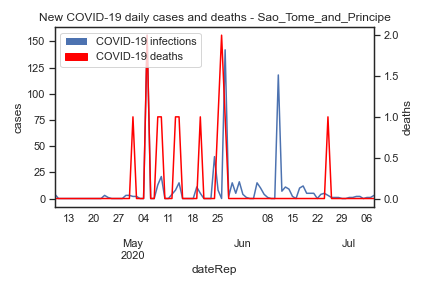 New COVID-19 daily cases and deaths - Sao_Tome_and_Principe
COVID-19 infections
COVID-19 deaths
150
125
100
75
50
25
0
cases
2.0
1.5
1.0
0.5
0.0
deaths
13 20 27 04 11 18 25 08 15 22 29 06
May Jun Jul
2020
dateRep